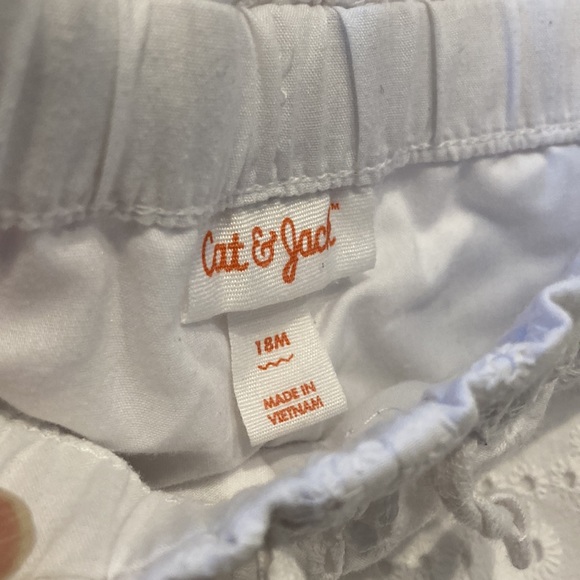 Cat & Jack™
18M
MADE IN
VIETNAM